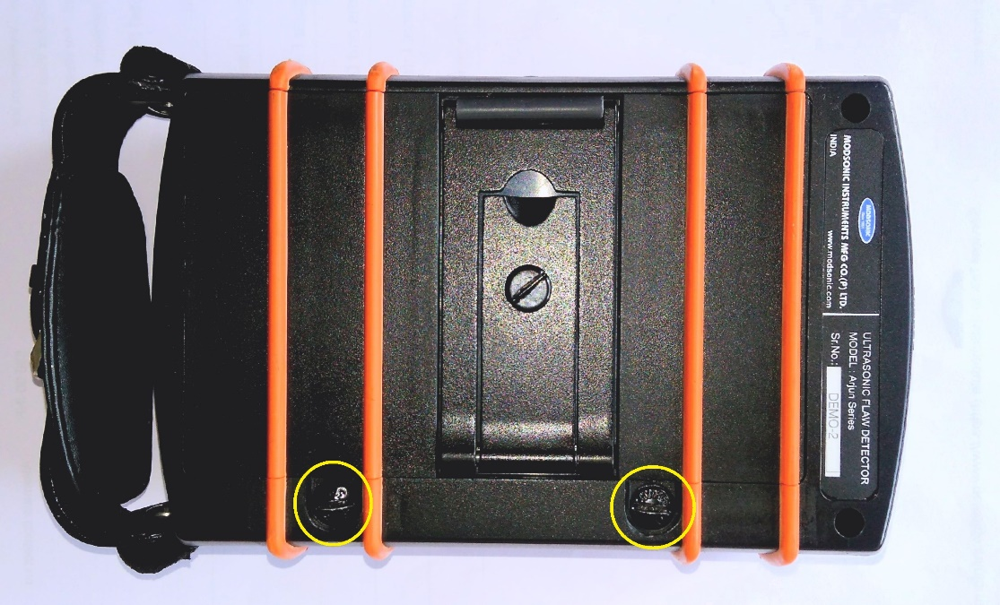 MODSONIC
ULTRASONIC FLAW DETECTOR
MODEL : Arjun Series
Sr.No.: DEMO-2
MODSONIC INSTRUMENTS MFG CO.(P) LTD.
INDIA www.modsonic.com